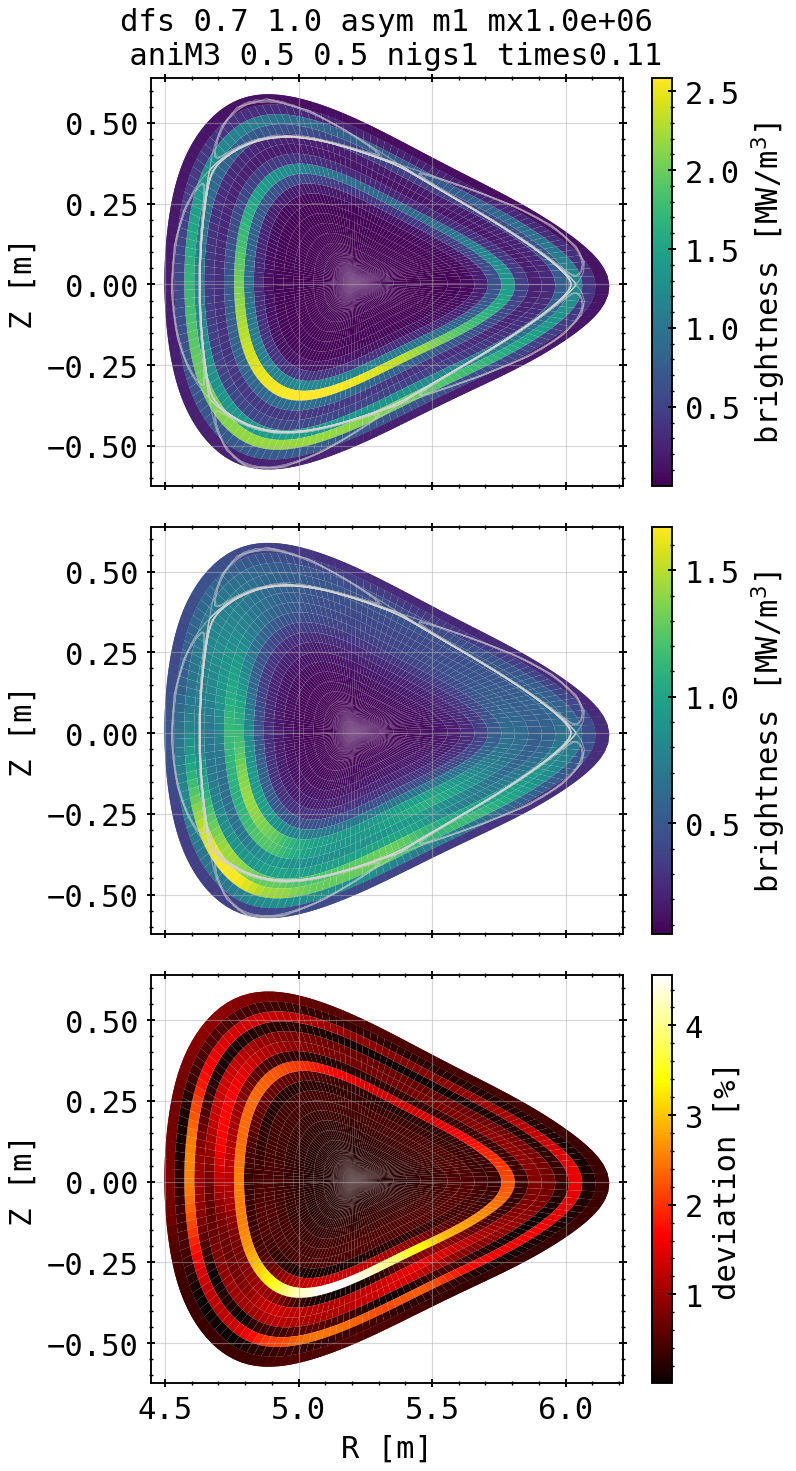 dfs 0.7 1.0 asym m1 mx1.0e+06
aniM3 0.5 0.5 nigs1 times0.11
0.50
0.25
0.00
−0.25
−0.50
Z [m]
2.5
2.0
1.5
1.0
0.5
brightness [MW/m³]
0.50
0.25
0.00
−0.25
−0.50
Z [m]
1.5
1.0
0.5
brightness [MW/m³]
0.50
0.25
0.00
−0.25
−0.50
Z [m]
4
3
2
1
deviation [%]
4.5 5.0 5.5 6.0
R [m]